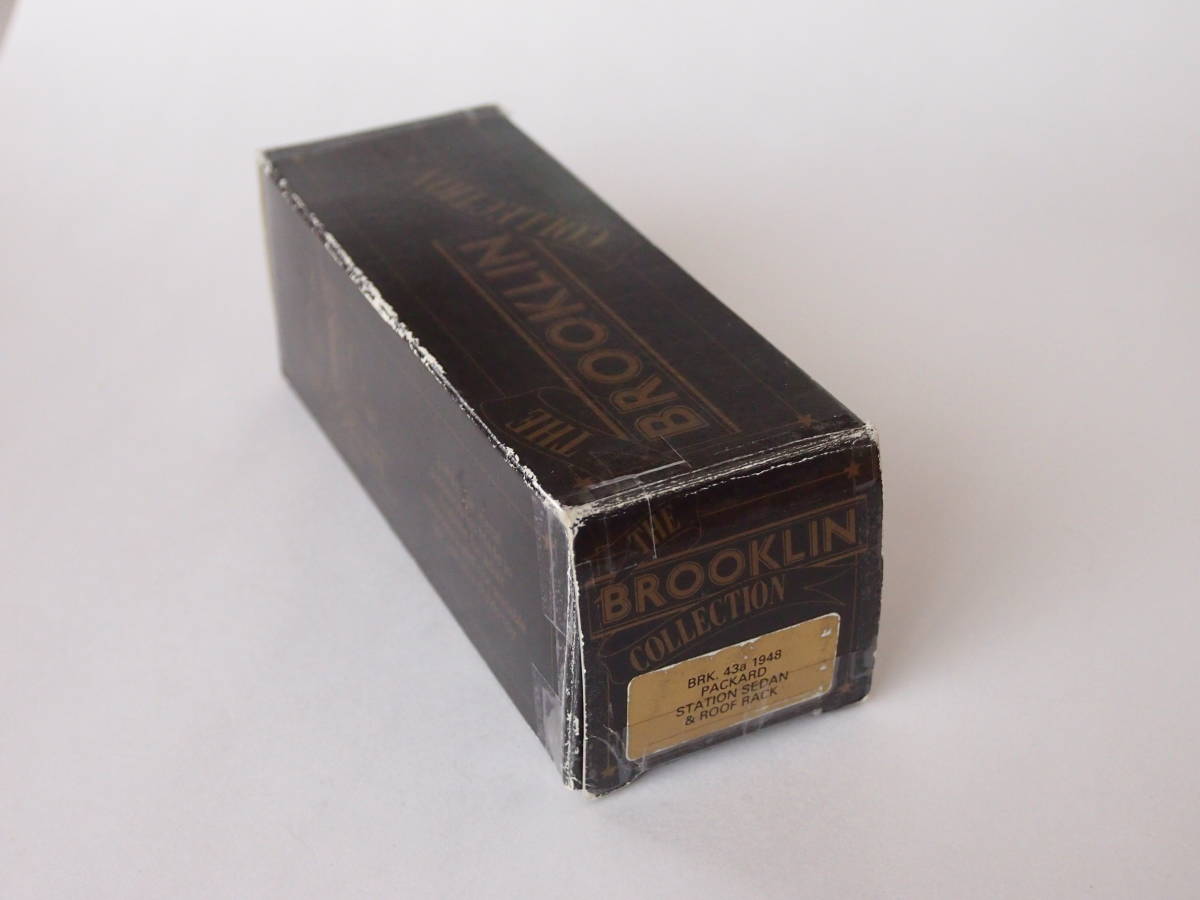 THE
BROOKLIN
COLLECTION
THE
BROOKLIN
COLLECTION
BRK. 43a 1948
PACKARD
STATION SEDAN
& ROOF RACK